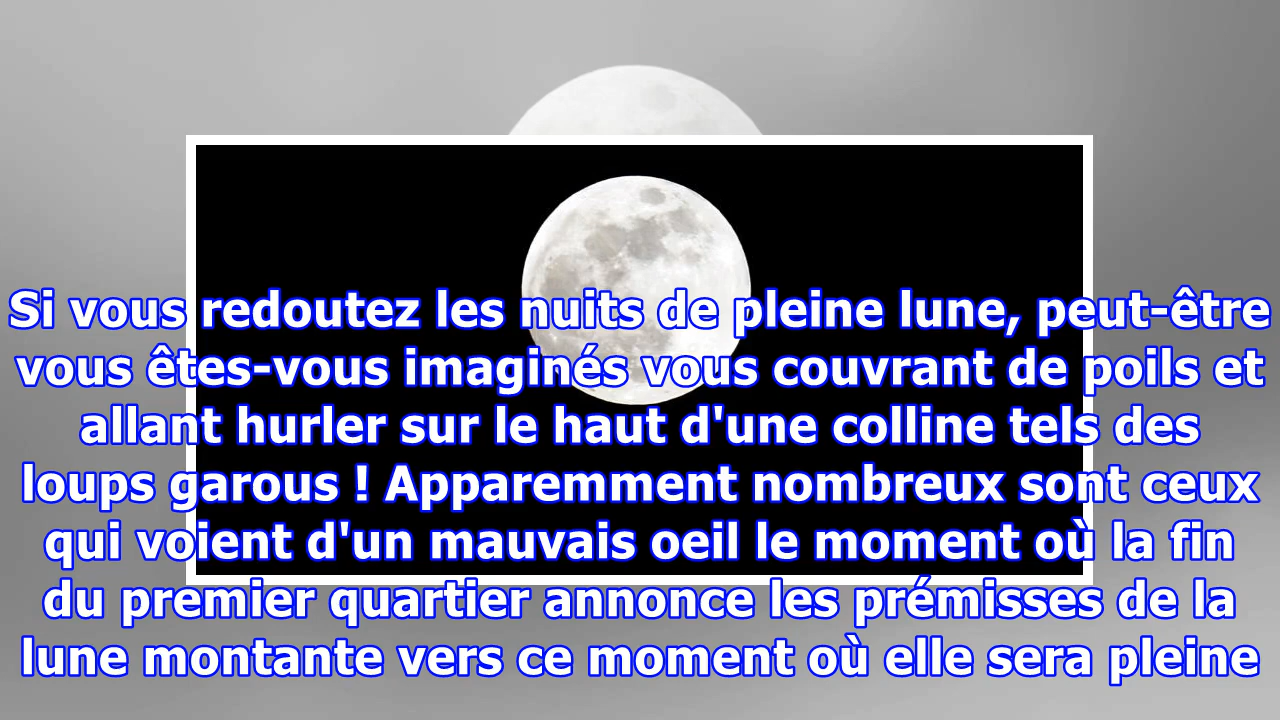 Si vous redoutez les nuits de pleine lune, peut-être
vous êtes-vous imaginés vous couvrant de poils et
allant hurler sur le haut d'une colline tels des
loups garous ! Apparemment nombreux sont ceux
qui voient d'un mauvais oeil le moment où la fin
du premier quartier annonce les prémisses de la
lune montante vers ce moment où elle sera pleine